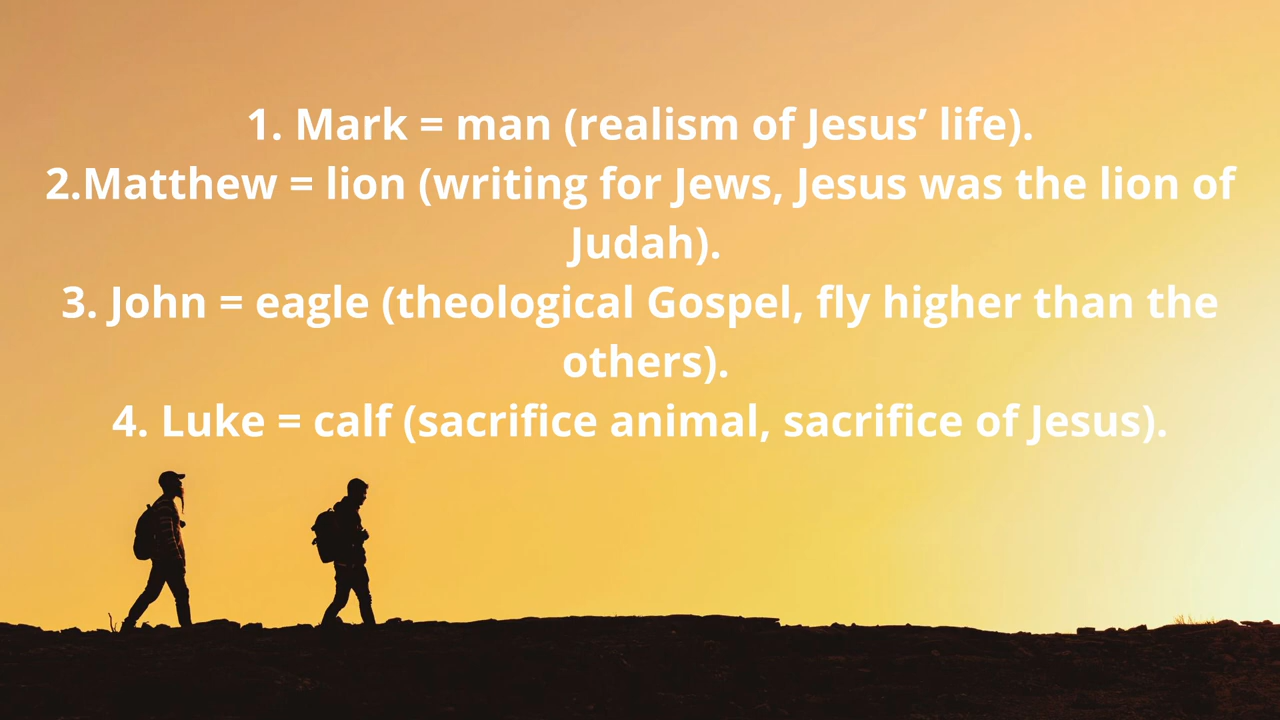 1. Mark = man (realism of Jesus’ life).
2.Matthew = lion (writing for Jews, Jesus was the lion of
Judah).
3. John = eagle (theological Gospel, fly higher than the
others).
4. Luke = calf (sacrifice animal, sacrifice of Jesus).